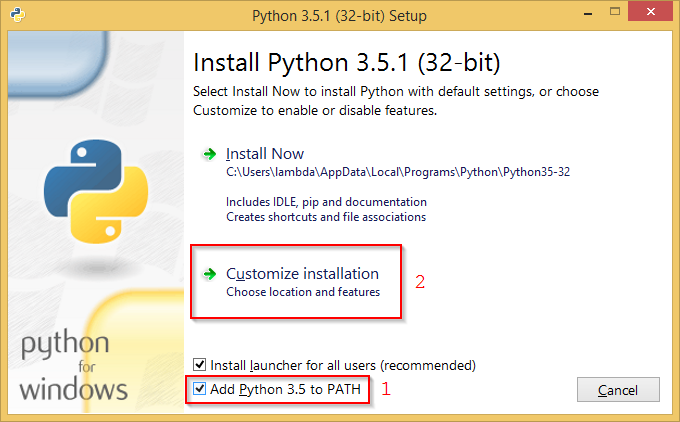 Python 3.5.1 (32-bit) Setup
Install Python 3.5.1 (32-bit)
Select Install Now to install Python with default settings, or choose
Customize to enable or disable features.
Install Now
C:\Users\lambda\AppData\Local\Programs\Python\Python35-32
Includes IDLE, pip and documentation
Creates shortcuts and file associations
Customize installation 2
Choose location and features
python
for
windows
Install launcher for all users (recommended)
Add Python 3.5 to PATH 1
Cancel